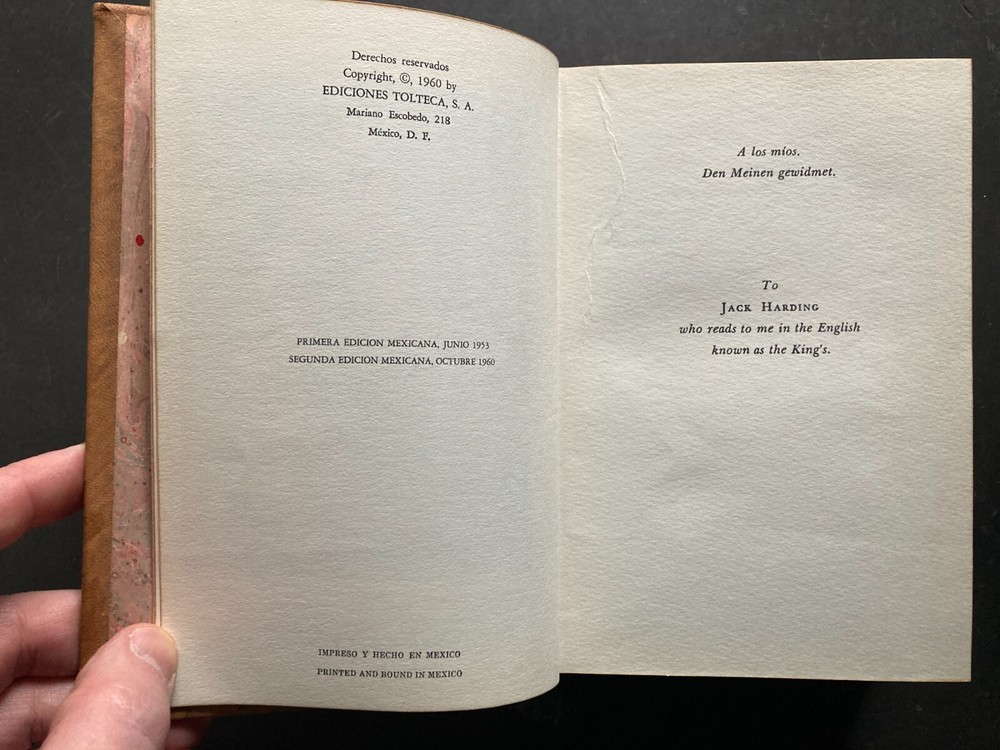 Derechos reservados
Copyright, ©, 1960 by
EDICIONES TOLTECA, S. A.
Mariano Escobedo, 218
México, D. F.
PRIMERA EDICION MEXICANA, JUNIO 1953
SEGUNDA EDICION MEXICANA, OCTUBRE 1960
IMPRESO Y HECHO EN MEXICO
PRINTED AND BOUND IN MEXICO
A los míos.
Den Meinen gewidmet.
To
JACK HARDING
who reads to me in the English
known as the King's.